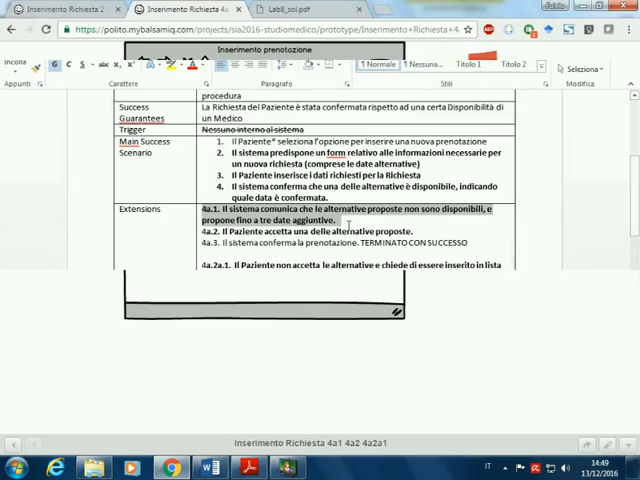 Inserimento Richiesta 2
Inserimento Richiesta 4a
Lab8_sol.pdf
https://polito.mybalsamiq.com/projects/sia2016-studiomedico/prototype/Inserimento+Richiesta+4a
Inserimento prenotazione
Incolla
G C S abc x₂ x²
Normale
Nessuna...
Titolo 1
Titolo 2
Selezione
Appunti
Carattere
Paragrafo
Stili
Modifica
procedura
Success Guarantees
La Richiesta del Paziente è stata confermata rispetto ad una certa Disponibilità di un Medico
Trigger
Nessuno interno al sistema
Main Success Scenario
1. Il Paziente* seleziona l'opzione per inserire una nuova prenotazione
2. Il sistema predispone un form relativo alle informazioni necessarie per
un nuova richiesta (comprese le date alternative)
3. Il Paziente inserisce i dati richiesti per la Richiesta
4. Il sistema conferma che una delle alternative è disponibile, indicando
quale data è confermata.
Extensions
4a.1. Il sistema comunica che le alternative proposte non sono disponibili, e
propone fino a tre date aggiuntive.
4a.2. Il Paziente accetta una delle alternative proposte.
4a.3. Il sistema conferma la prenotazione. TERMINATO CON SUCCESSO
4a.2a.1. Il Paziente non accetta le alternative e chiede di essere inserito in lista
Inserimento Richiesta 4a1 4a2 4a2a1
IT
14:49
13/12/2016